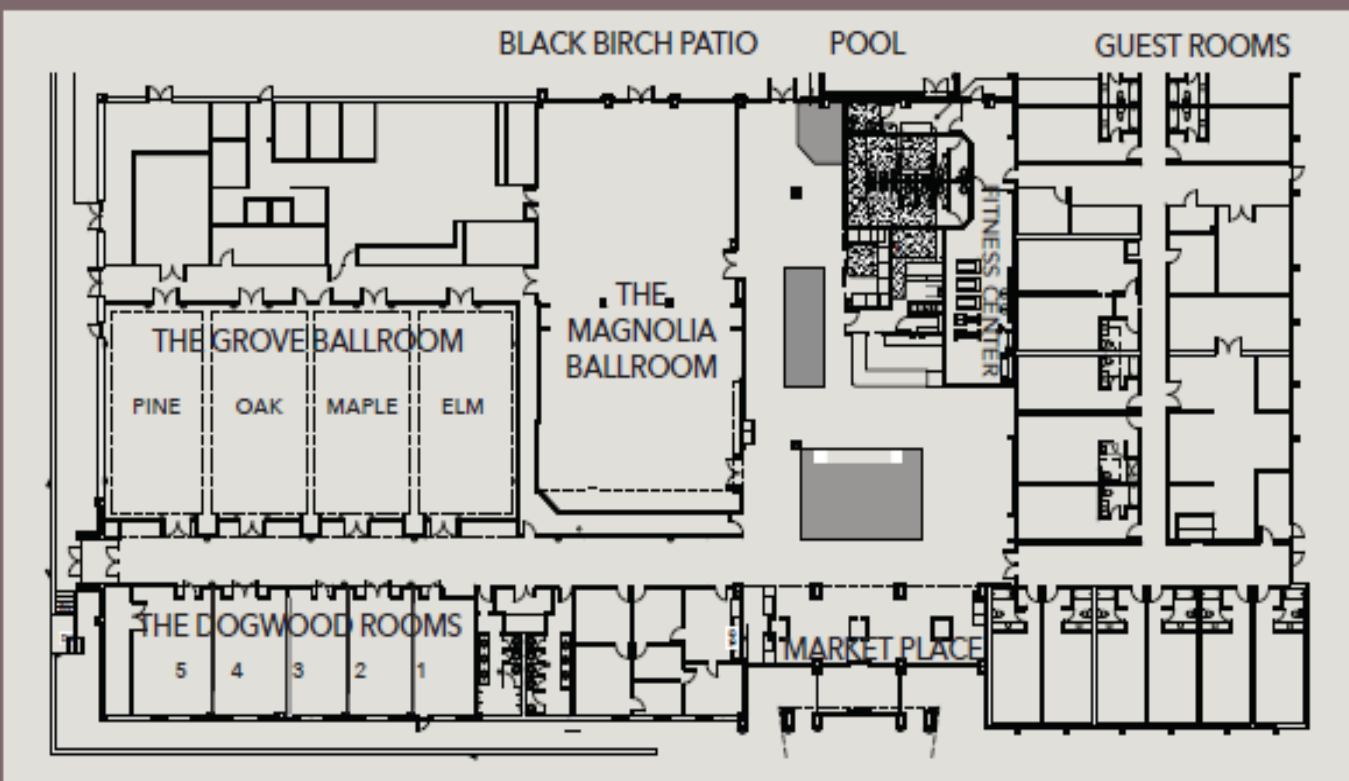 BLACK BIRCH PATIO
POOL
GUEST ROOMS
FITNESS CENTER
THE
MAGNOLIA
BALLROOM
THE GROVE BALLROOM
PINE
OAK
MAPLE
ELM
THE DOGWOOD ROOMS
5
4
3
2
1
MARKET PLACE